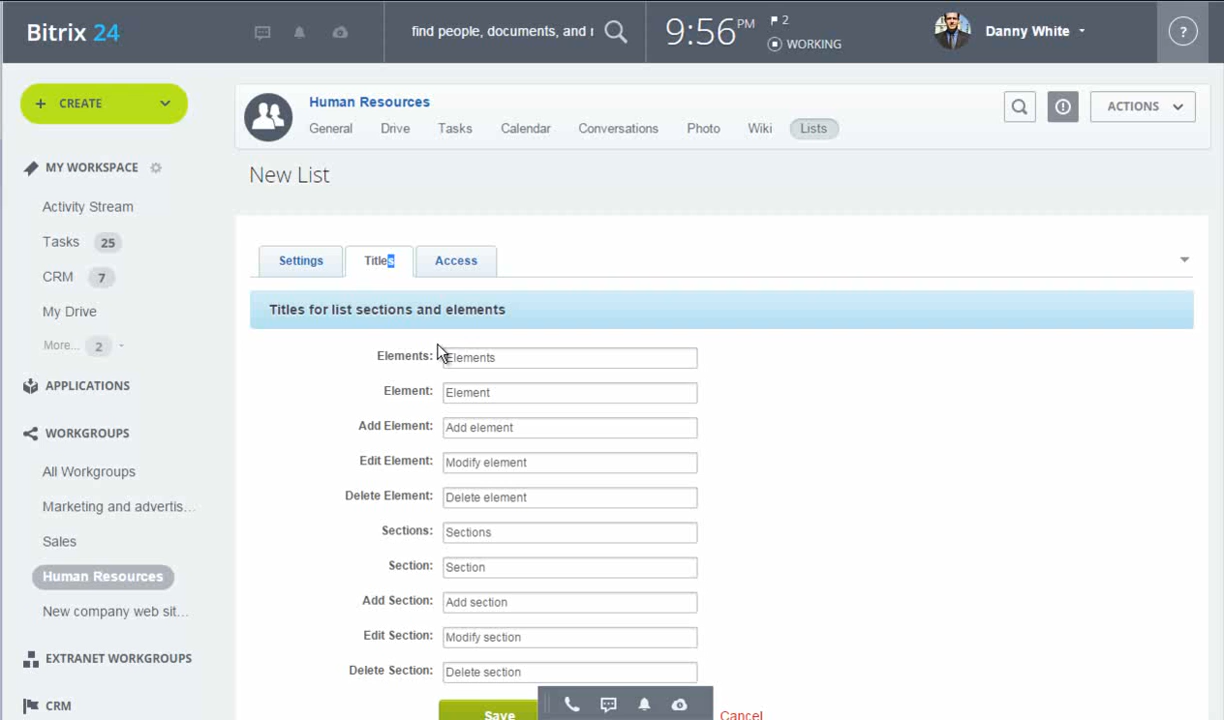 Bitrix 24
find people, documents, and r
9:56 PM
2
WORKING
Danny White
?
+ CREATE
Human Resources
General Drive Tasks Calendar Conversations Photo Wiki Lists
ACTIONS
MY WORKSPACE
New List
Activity Stream
Tasks 25
CRM 7
My Drive
More... 2
APPLICATIONS
WORKGROUPS
All Workgroups
Marketing and advertis...
Sales
Human Resources
New company web sit...
EXTRANET WORKGROUPS
CRM
Settings Titles Access
Titles for list sections and elements
Elements: Elements
Element: Element
Add Element: Add element
Edit Element: Modify element
Delete Element: Delete element
Sections: Sections
Section: Section
Add Section: Add section
Edit Section: Modify section
Delete Section: Delete section
Save Cancel